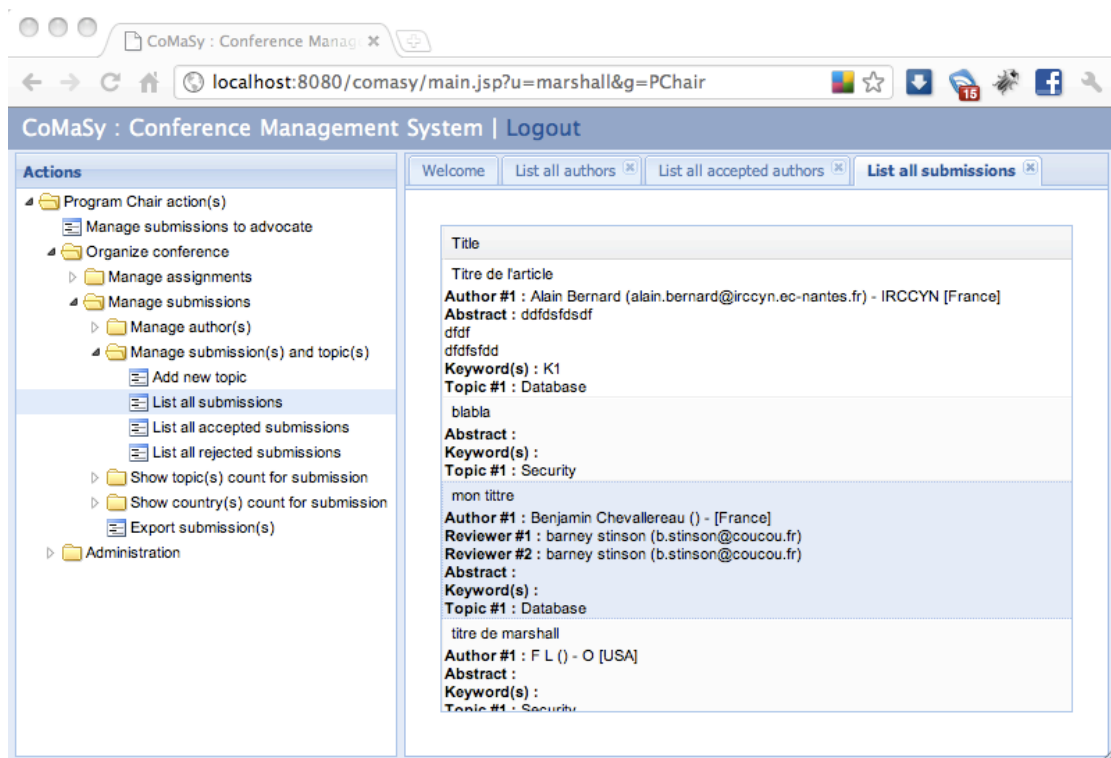 CoMaSy : Conference Manag
localhost:8080/comasy/main.jsp?u=marshall&g=PChair
15
f
CoMaSy : Conference Management System | Logout
Actions
Program Chair action(s)
Manage submissions to advocate
Organize conference
Manage assignments
Manage submissions
Manage author(s)
Manage submission(s) and topic(s)
Add new topic
List all submissions
List all accepted submissions
List all rejected submissions
Show topic(s) count for submission
Show country(s) count for submission
Export submission(s)
Administration
Welcome List all authors List all accepted authors List all submissions
Title
Titre de l'article
Author #1 : Alain Bernard (alain.bernard@irccyn.ec-nantes.fr) - IRCCYN [France]
Abstract : ddfdsfdsdf
dfdf
dfdfsfdd
Keyword(s) : K1
Topic #1 : Database
blabla
Abstract :
Keyword(s) :
Topic #1 : Security
mon tittre
Author #1 : Benjamin Chevallereau () - [France]
Reviewer #1 : barney stinson (b.stinson@coucou.fr)
Reviewer #2 : barney stinson (b.stinson@coucou.fr)
Abstract :
Keyword(s) :
Topic #1 : Database
titre de marshall
Author #1 : F L () - O [USA]
Abstract :
Keyword(s) :
Topic #1 : Security